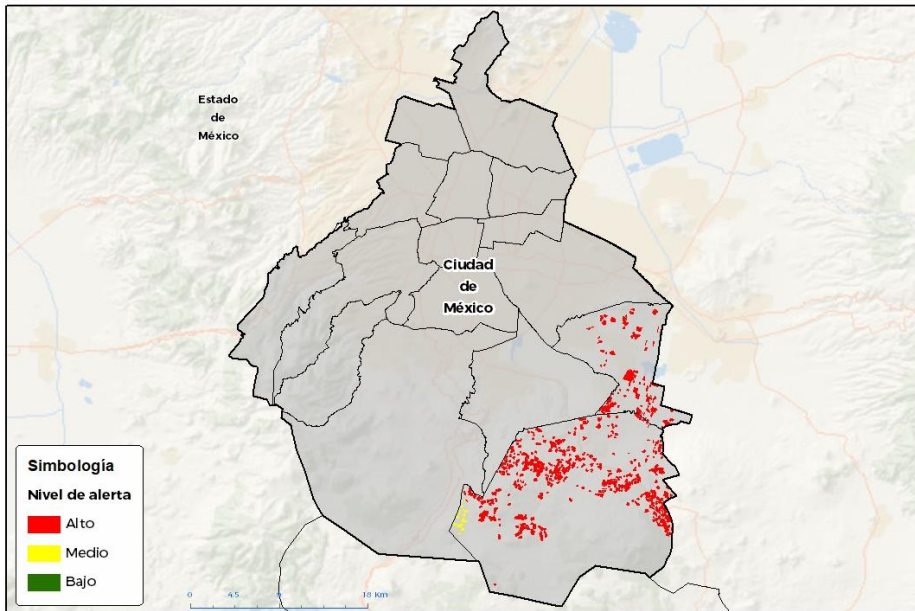 Estado
de
México
Ciudad
de
México
Simbología
Nivel de alerta
Alto
Medio
Bajo
0 4.5 9 18 Km